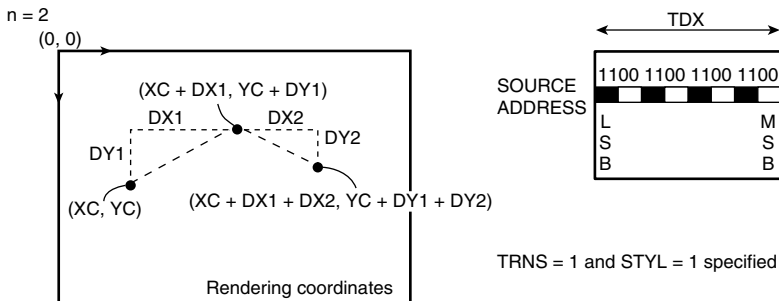 n = 2
(0, 0)
(XC + DX1, YC + DY1)
DX1
DX2
DY1
DY2
(XC, YC)
(XC + DX1 + DX2, YC + DY1 + DY2)
Rendering coordinates
TDX
SOURCE
ADDRESS
1100 1100 1100 1100
L M
S S
B B
TRNS = 1 and STYL = 1 specified